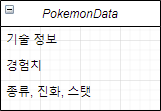 PokemonData
기술 정보
경험치
종류, 진화, 스탯